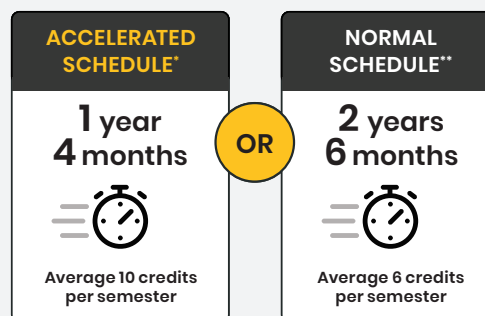 ACCELERATED
SCHEDULE*
1 year
4 months
Average 10 credits
per semester
OR
NORMAL
SCHEDULE**
2 years
6 months
Average 6 credits
per semester